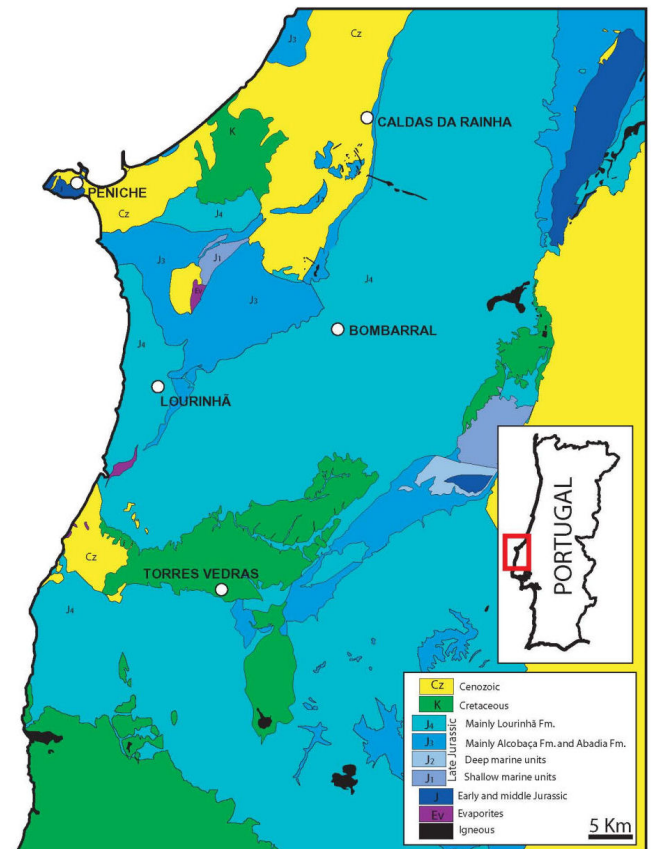 J3
Cz
CALDAS DA RAINHA
K
PENICHE
J
Cz
J4
J3
J3
J1
Ev
J3
J4
BOMBARRAL
J4
LOURINHÃ
Cz
TORRES VEDRAS
J4
PORTUGAL
Cz Cenozoic
K Cretaceous
Late Jurassic
J4 Mainly Lourinhã Fm.
J3 Mainly Alcobaça Fm. and Abadia Fm.
J2 Deep marine units
J1 Shallow marine units
J Early and middle Jurassic
Ev Evaporites
Igneous
5 Km